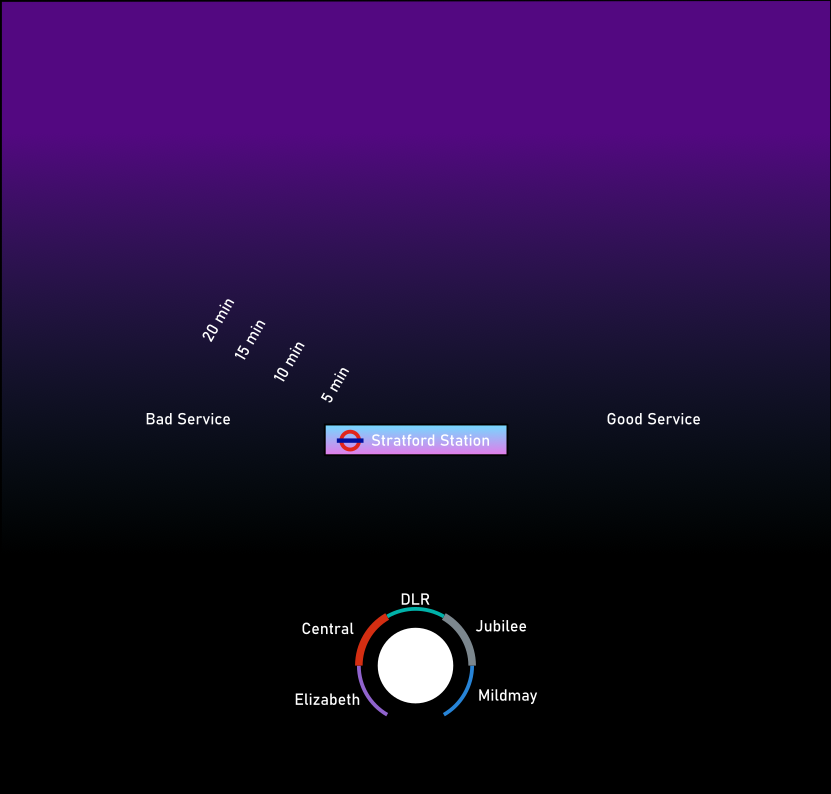 20 min
15 min
10 min
5 min
Bad Service
Good Service
Stratford Station
DLR
Central
Jubilee
Elizabeth
Mildmay